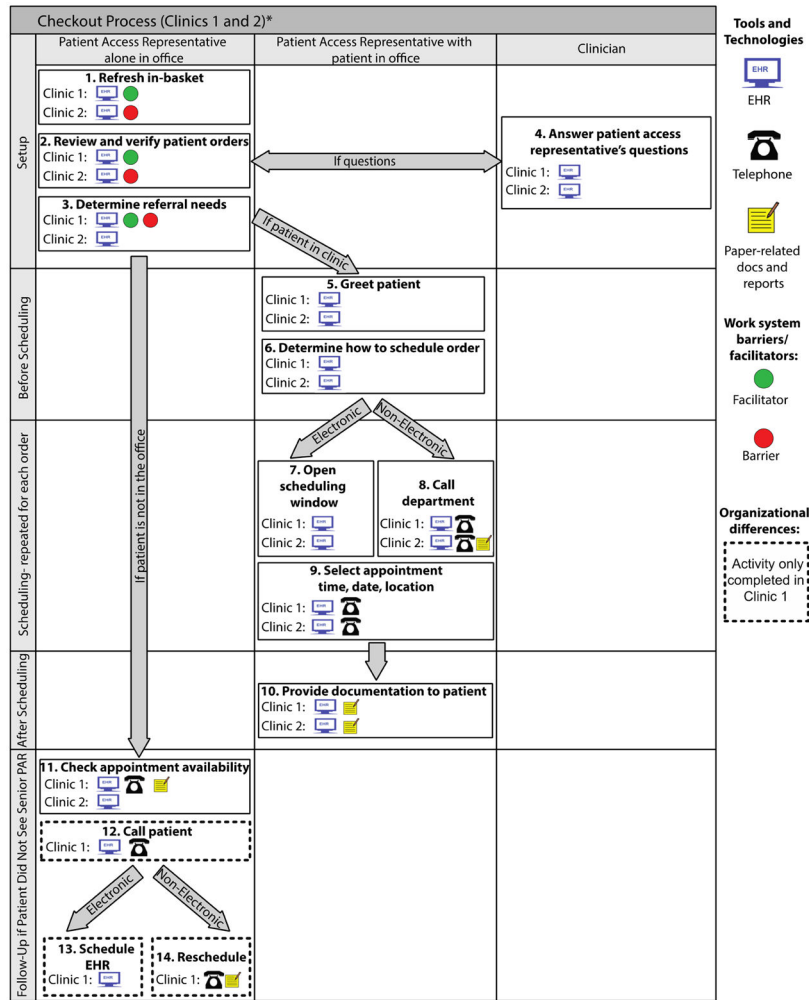 Checkout Process (Clinics 1 and 2)*
Patient Access Representative
alone in office
Patient Access Representative with
patient in office
Clinician
Setup
1. Refresh in-basket
Clinic 1: EHR
Clinic 2: EHR
2. Review and verify patient orders
Clinic 1: EHR
Clinic 2: EHR
3. Determine referral needs
Clinic 1: EHR
Clinic 2: EHR
If questions
4. Answer patient access
representative's questions
Clinic 1: EHR
Clinic 2: EHR
If patient in clinic
If patient is not in the office
Before Scheduling
5. Greet patient
Clinic 1: EHR
Clinic 2: EHR
6. Determine how to schedule order
Clinic 1: EHR
Clinic 2: EHR
Electronic
Non-Electronic
Scheduling- repeated for each order
7. Open
scheduling
window
Clinic 1: EHR
Clinic 2: EHR
8. Call
department
Clinic 1: EHR
Clinic 2: EHR
9. Select appointment
time, date, location
Clinic 1: EHR
Clinic 2: EHR
After Scheduling
10. Provide documentation to patient
Clinic 1: EHR
Clinic 2: EHR
Follow-Up if Patient Did Not See Senior PAR
11. Check appointment availability
Clinic 1: EHR
Clinic 2: EHR
12. Call patient
Clinic 1: EHR
Electronic
Non-Electronic
13. Schedule
EHR
Clinic 1: EHR
14. Reschedule
Clinic 1:
Tools and
Technologies
EHR
EHR
Telephone
Paper-related
docs and
reports
Work system
barriers/
facilitators:
Facilitator
Barrier
Organizational
differences:
Activity only
completed in
Clinic 1